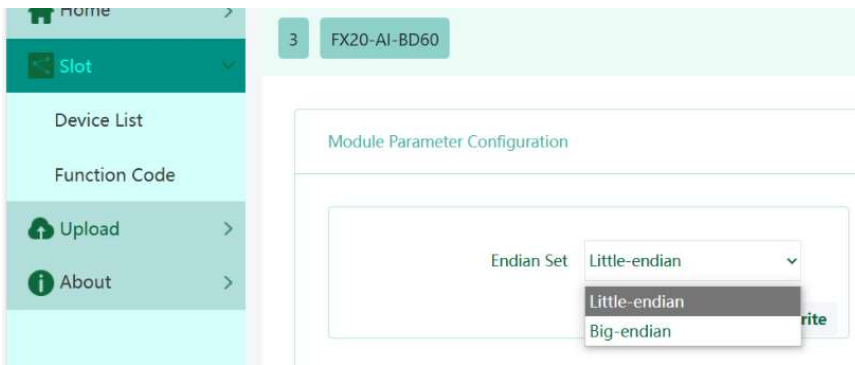 Home
3 FX20-AI-BD60
Slot
Device List
Module Parameter Configuration
Function Code
Upload
Endian Set Little-endian
About
Little-endian
Big-endian